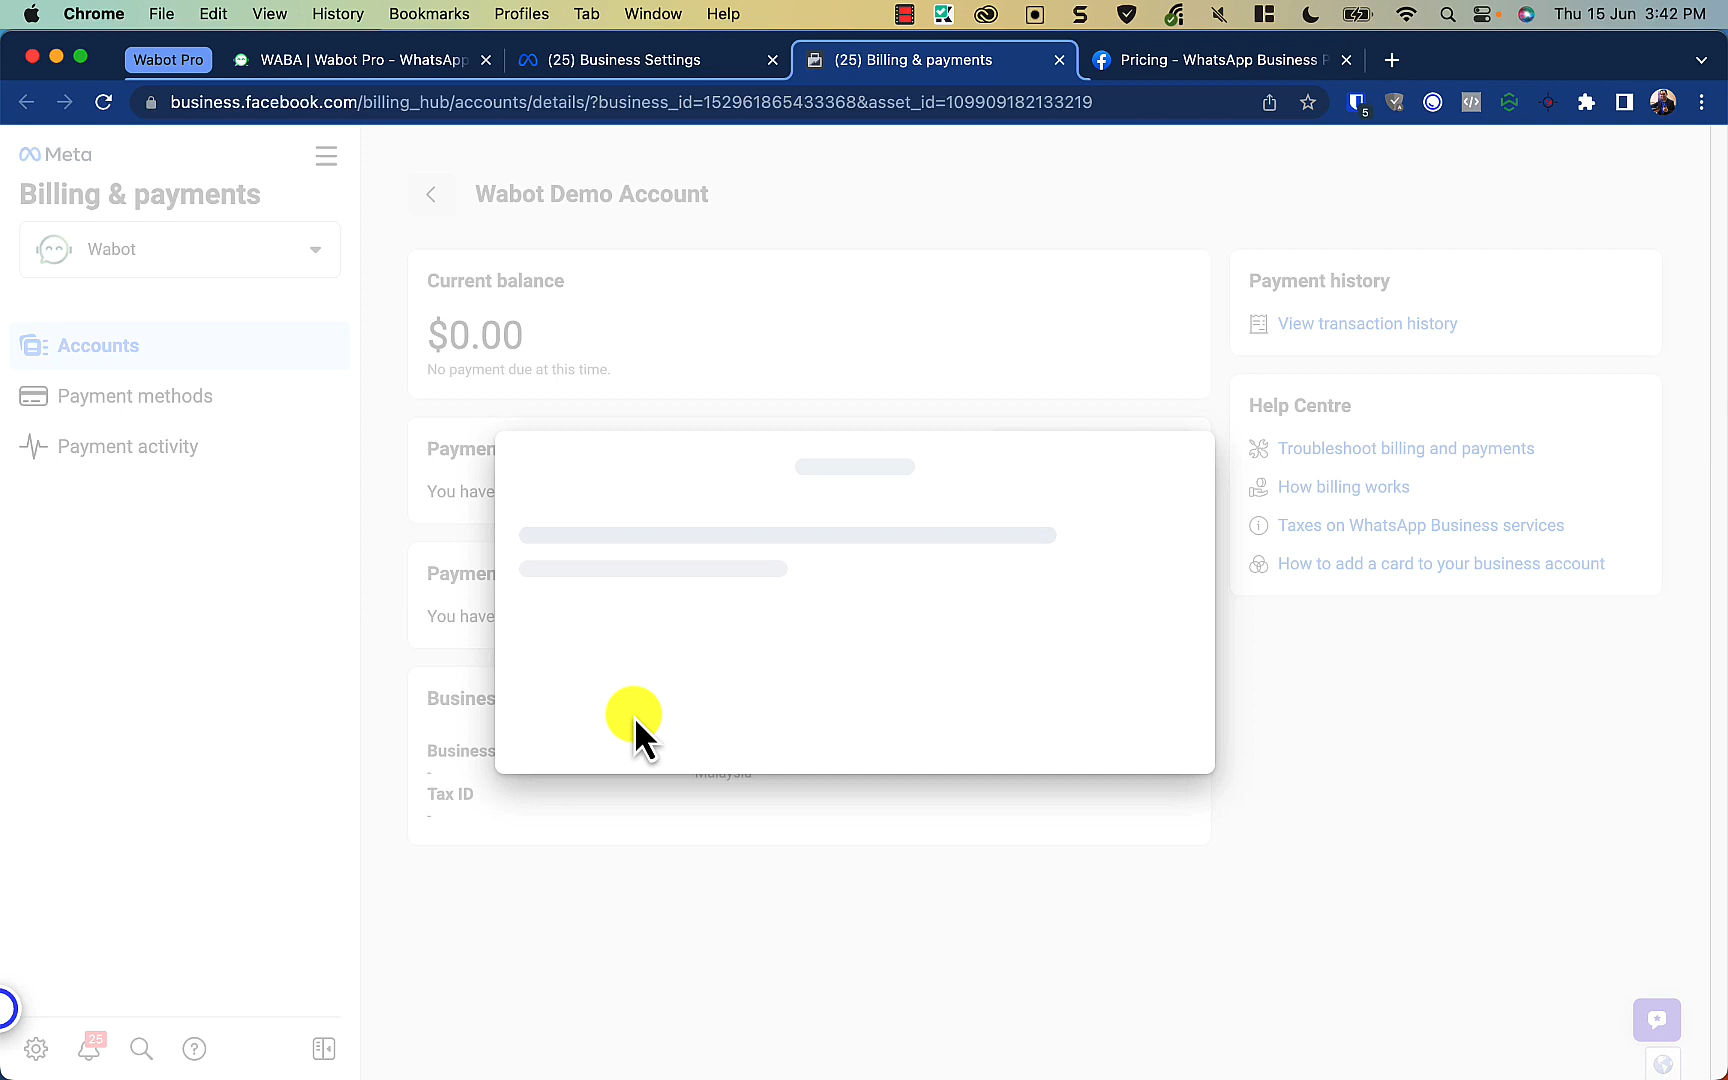 Chrome File Edit View History Bookmarks Profiles Tab Window Help Thu 15 Jun 3:42 PM
Wabot Pro WABA | Wabot Pro - WhatsApp (25) Business Settings (25) Billing & payments Pricing - WhatsApp Business P
business.facebook.com/billing_hub/accounts/details/?business_id=152961865433368&asset_id=109909182133219
5
Meta
Billing & payments
Wabot
Accounts
Payment methods
Payment activity
25
Wabot Demo Account
Current balance
$0.00
No payment due at this time.
Paymen
You have
Paymen
You have
Busines
Business
-
Malaysia
Tax ID
-
Payment history
View transaction history
Help Centre
Troubleshoot billing and payments
How billing works
Taxes on WhatsApp Business services
How to add a card to your business account